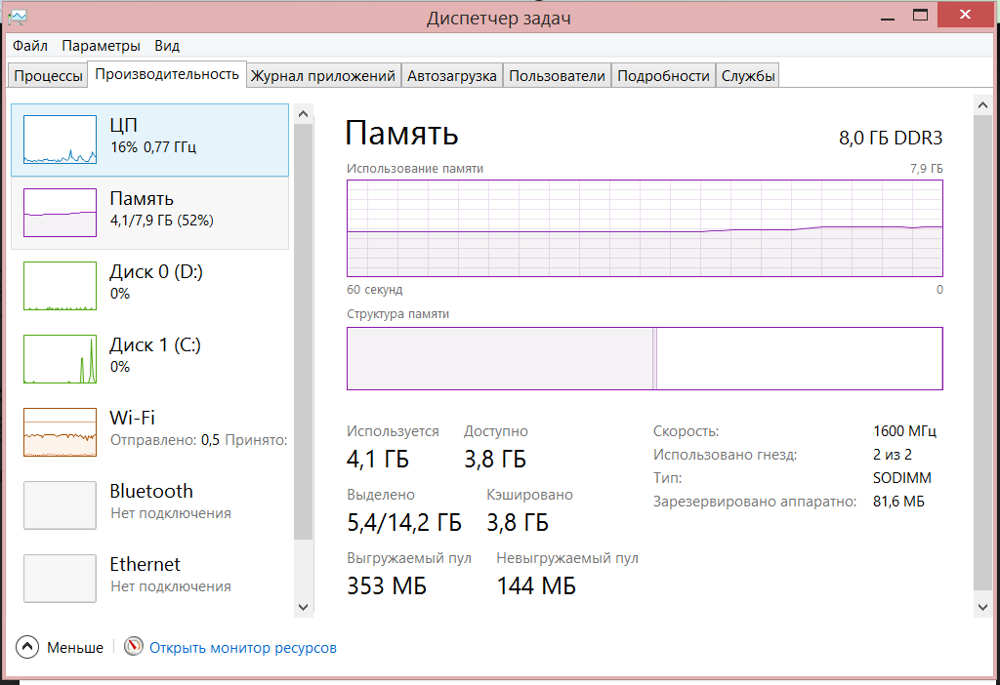 Диспетчер задач
Файл Параметры Вид
Процессы Производительность Журнал приложений Автозагрузка Пользователи Подробности Службы
ЦП
16% 0,77 ГГц
Память
4,1/7,9 ГБ (52%)
Диск 0 (D:)
0%
Диск 1 (C:)
0%
Wi-Fi
Отправлено: 0,5 Принято:
Bluetooth
Нет подключения
Ethernet
Нет подключения
Память 8,0 ГБ DDR3
Использование памяти 7,9 ГБ
60 секунд 0
Структура памяти
Используется Доступно
4,1 ГБ 3,8 ГБ
Выделено Кэшировано
5,4/14,2 ГБ 3,8 ГБ
Выгружаемый пул Невыгружаемый пул
353 МБ 144 МБ
Скорость: 1600 МГц
Использовано гнезд: 2 из 2
Тип: SODIMM
Зарезервировано аппаратно: 81,6 МБ
Меньше Открыть монитор ресурсов